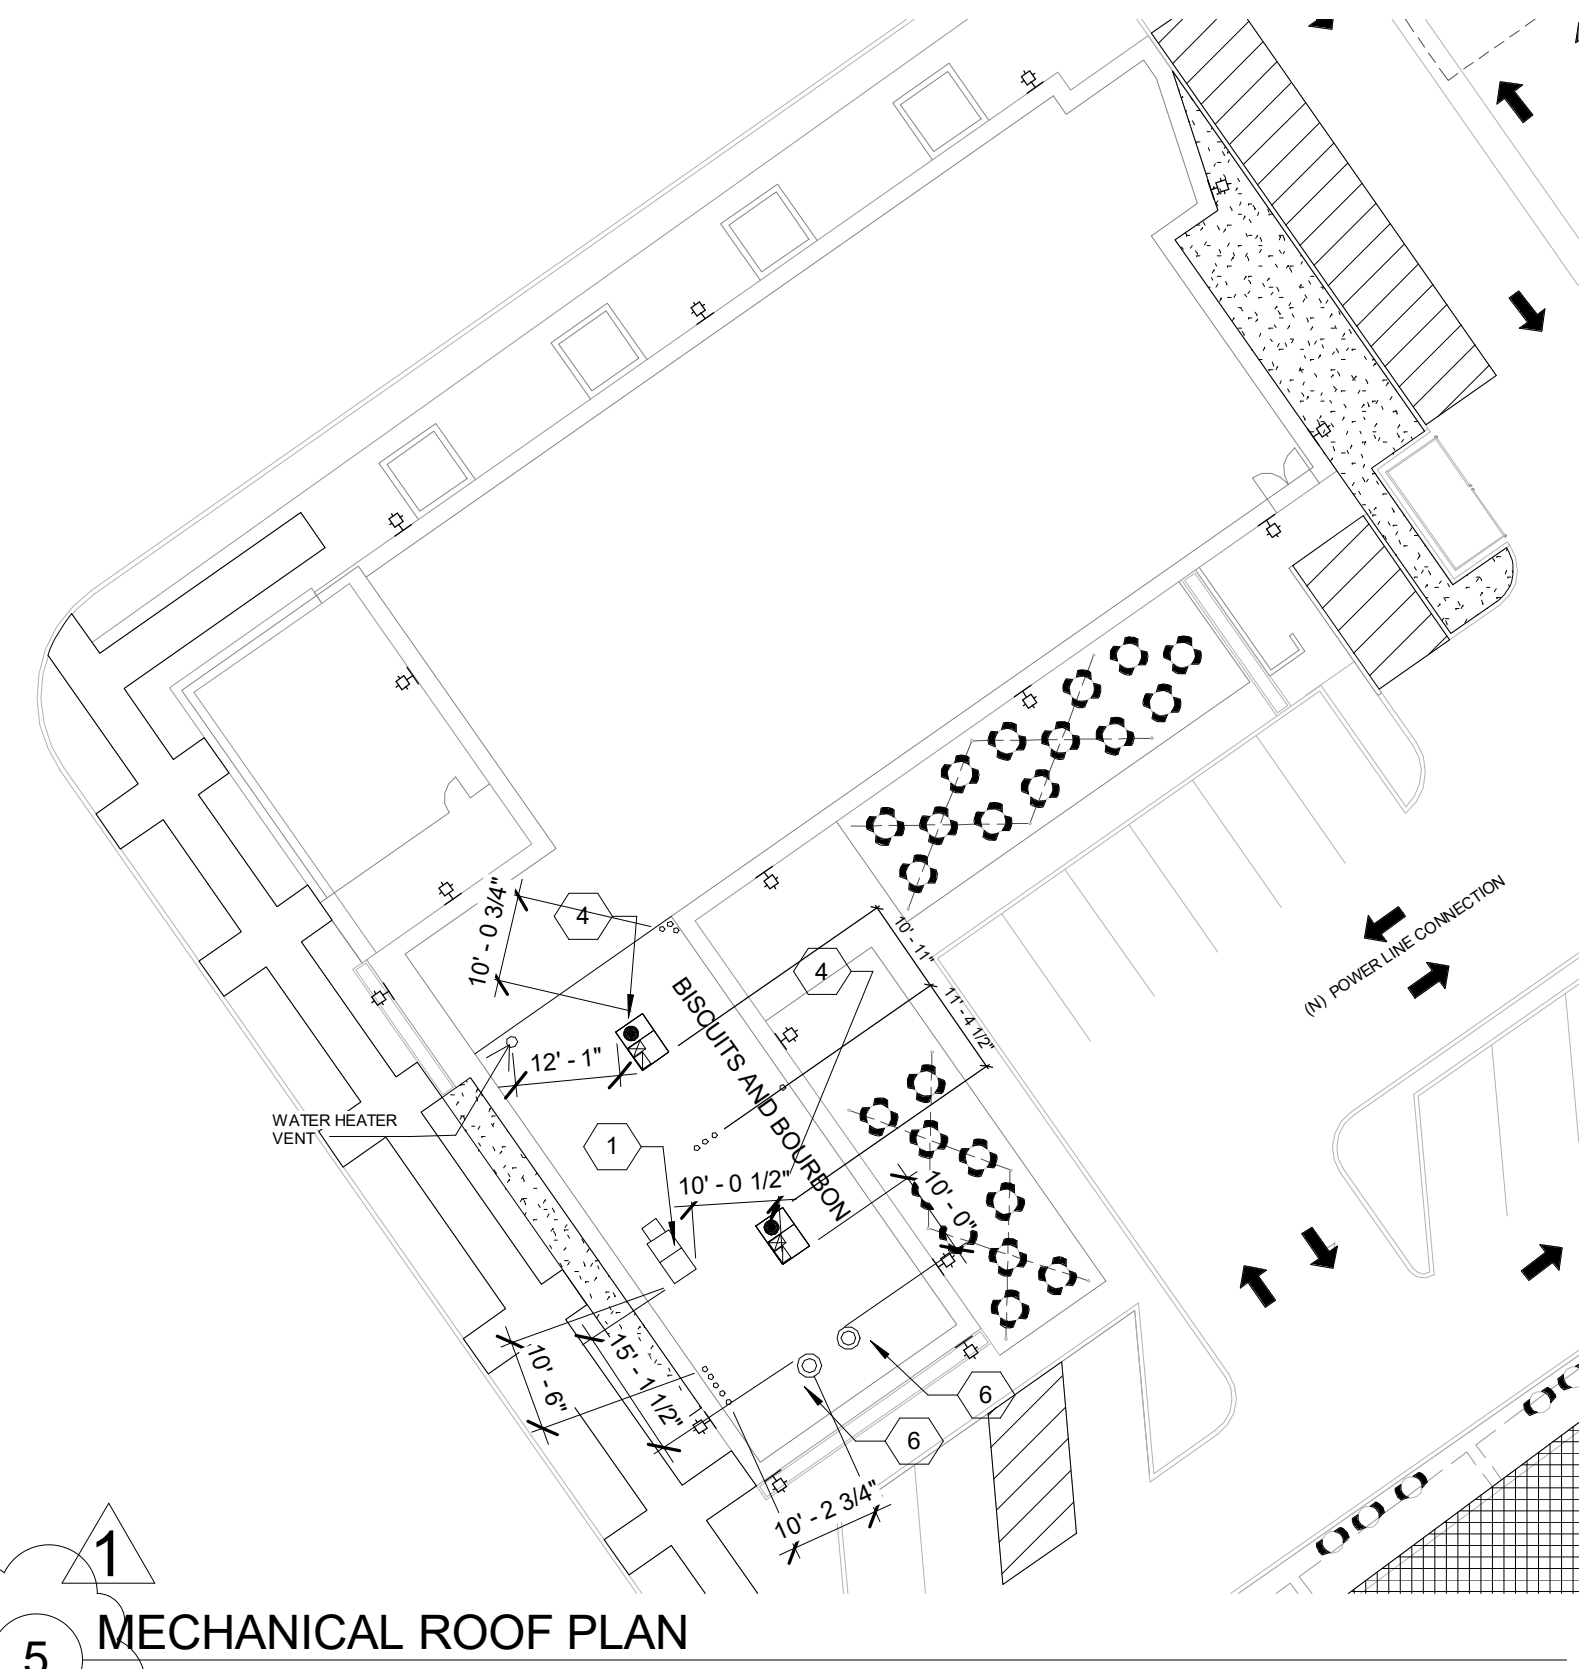 10' - 0 3/4"
4
4
10' - 11"
(N) POWER LINE CONNECTION
11' - 4 1/2"
BISCUITS AND BOURBON
12' - 1"
WATER HEATER
VENT
1
10' - 0 1/2"
10' - 0"
15' - 1 1/2"
10' - 6"
6
6
10' - 2 3/4"
1
MECHANICAL ROOF PLAN
5